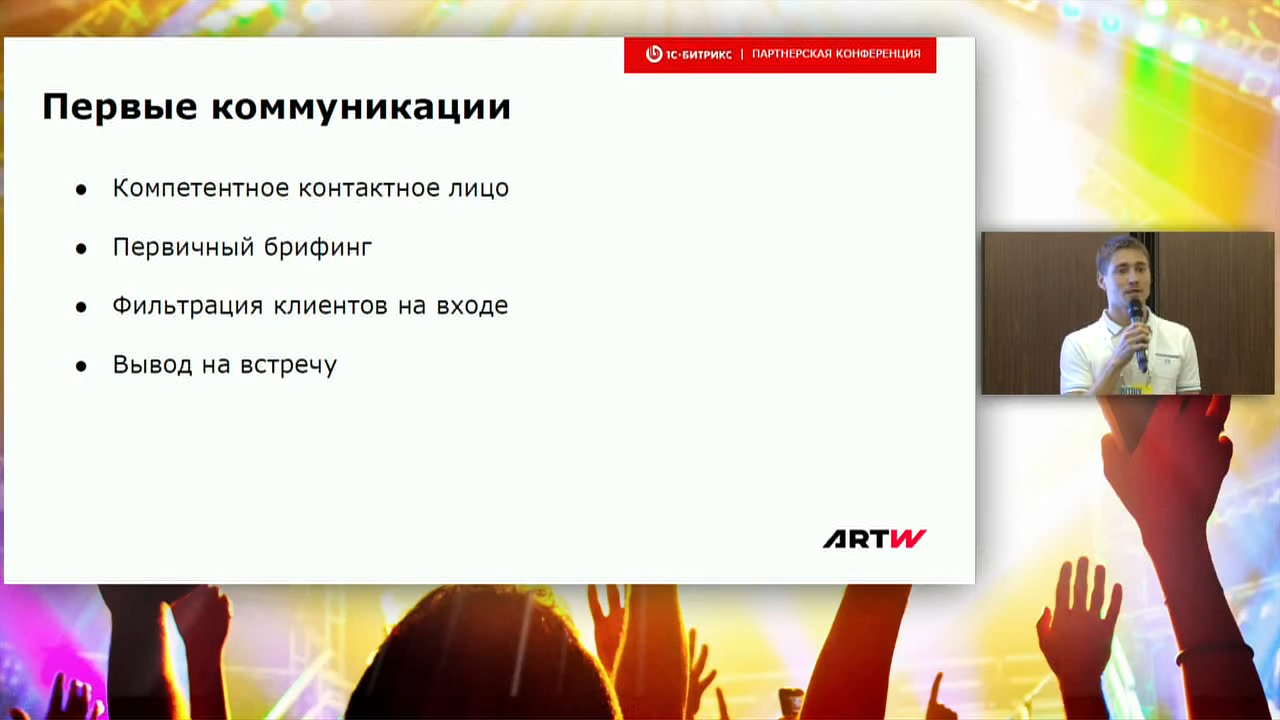 1С-БИТРИКС | ПАРТНЕРСКАЯ КОНФЕРЕНЦИЯ
Первые коммуникации
● Компетентное контактное лицо
● Первичный брифинг
● Фильтрация клиентов на входе
● Вывод на встречу
ARTW